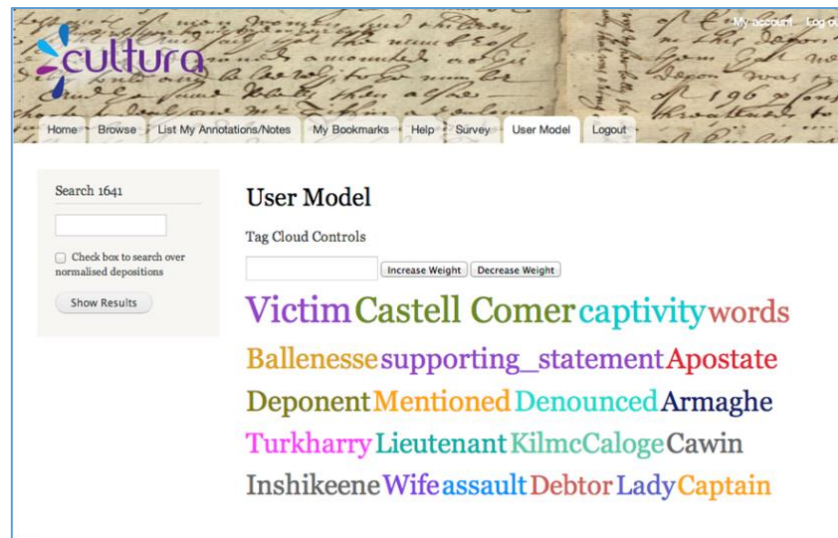 My account Log o
cultura
Home Browse List My Annotations/Notes My Bookmarks Help Survey User Model Logout
Search 1641
Check box to search over
normalised depositions
Show Results
User Model
Tag Cloud Controls
Increase Weight Decrease Weight
Victim Castell Comer captivity words
Ballenesse supporting_statement Apostate
Deponent Mentioned Denounced Armaghe
Turkharry Lieutenant KilmcCaloge Cawin
Inshikeene Wife assault Debtor Lady Captain